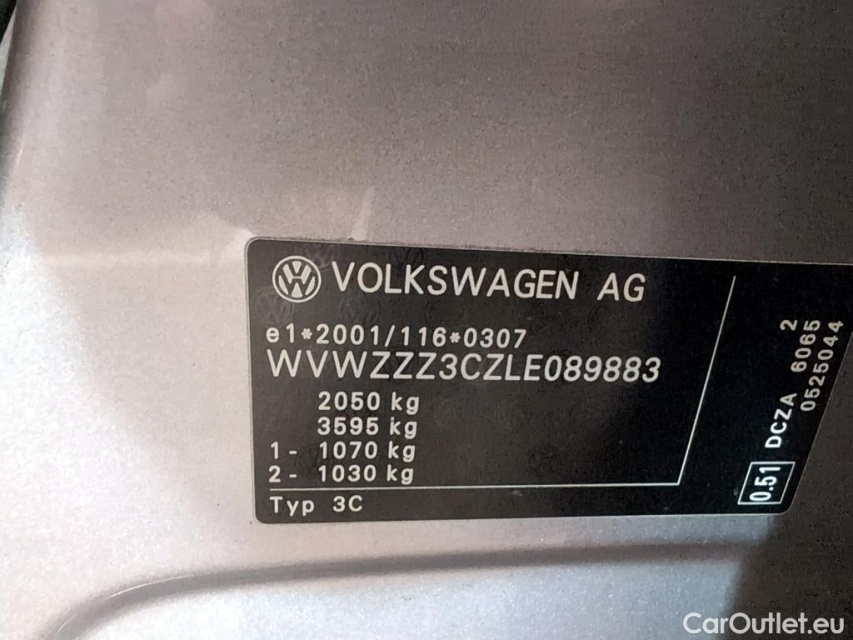 VOLKSWAGEN AG
e1*2001/116*0307
WVWZZZ3CZLE089883
2050 kg
3595 kg
1 - 1070 kg
2 - 1030 kg
Typ 3C
0.51 DCZA 6065 2
0525044
CarOutlet.eu